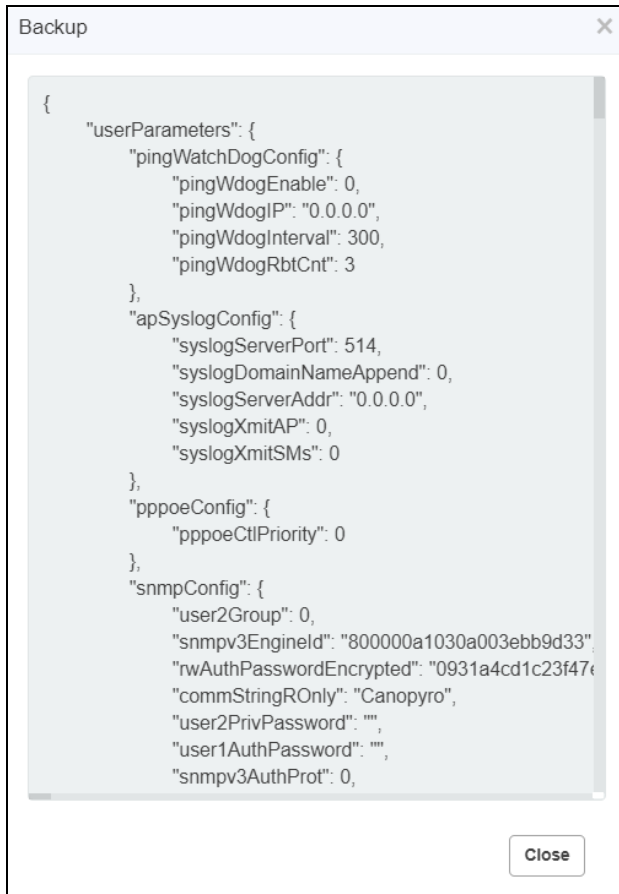 Backup
{
"userParameters": {
"pingWatchDogConfig": {
"pingWdogEnable": 0,
"pingWdogIP": "0.0.0.0",
"pingWdogInterval": 300,
"pingWdogRbtCnt": 3
},
"apSyslogConfig": {
"syslogServerPort": 514,
"syslogDomainNameAppend": 0,
"syslogServerAddr": "0.0.0.0",
"syslogXmitAP": 0,
"syslogXmitSMs": 0
},
"pppoeConfig": {
"pppoeCtlPriority": 0
},
"snmpConfig": {
"user2Group": 0,
"snmpv3EngineId": "800000a1030a003ebb9d33",
"rwAuthPasswordEncrypted": "0931a4cd1c23f47e
"commStringROnly": "Canopyro",
"user2PrivPassword": "",
"user1AuthPassword": "",
"snmpv3AuthProt": 0,
Close